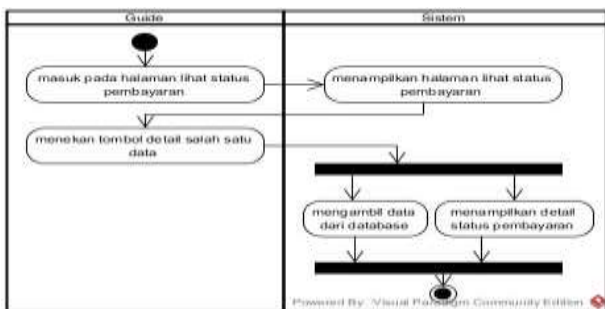 Guide
Sistem
masuk pada halaman lihat status
pembayaran
menampilkan halaman lihat status
pembayaran
menekan tombol detail salah satu
data
mengambil data
dari database
menampilkan detail
status pembayaran
Powered By Visual Paradigm Community Edition